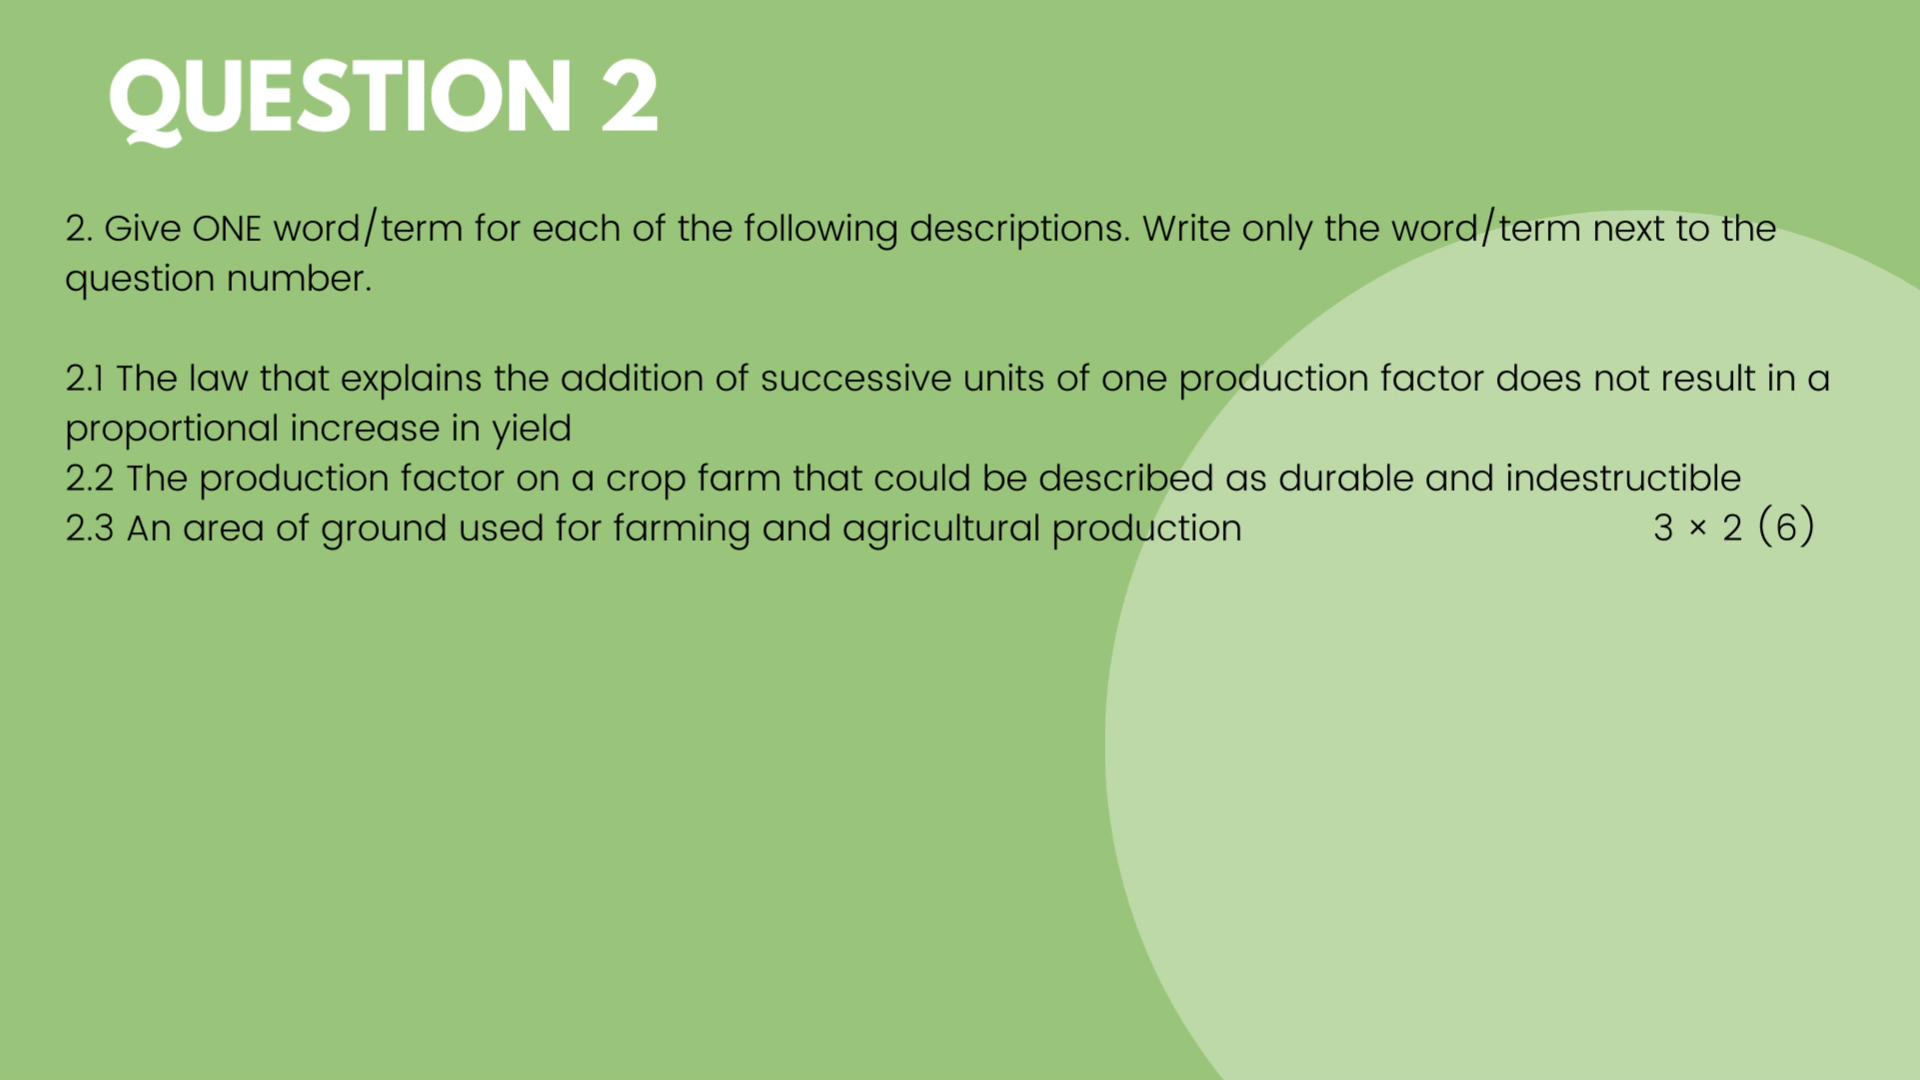 QUESTION 2
2. Give ONE word/term for each of the following descriptions. Write only the word/term next to the
question number.
2.1 The law that explains the addition of successive units of one production factor does not result in a
proportional increase in yield
2.2 The production factor on a crop farm that could be described as durable and indestructible
2.3 An area of ground used for farming and agricultural production 3 × 2 (6)